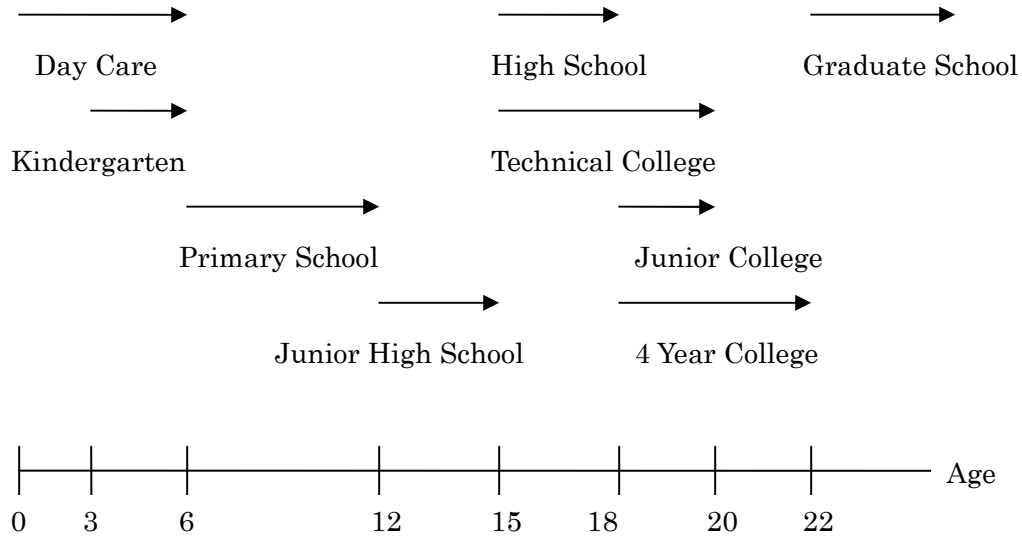 Day Care High School Graduate School
Kindergarten Technical College
Primary School Junior College
Junior High School 4 Year College
Age
0 3 6 12 15 18 20 22